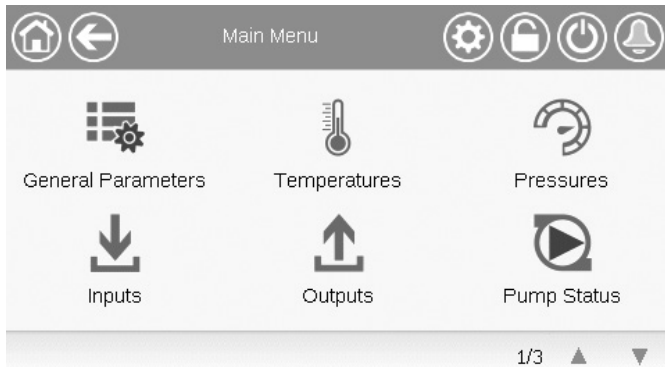 Main Menu
General Parameters
Temperatures
Pressures
Inputs
Outputs
Pump Status
1/3